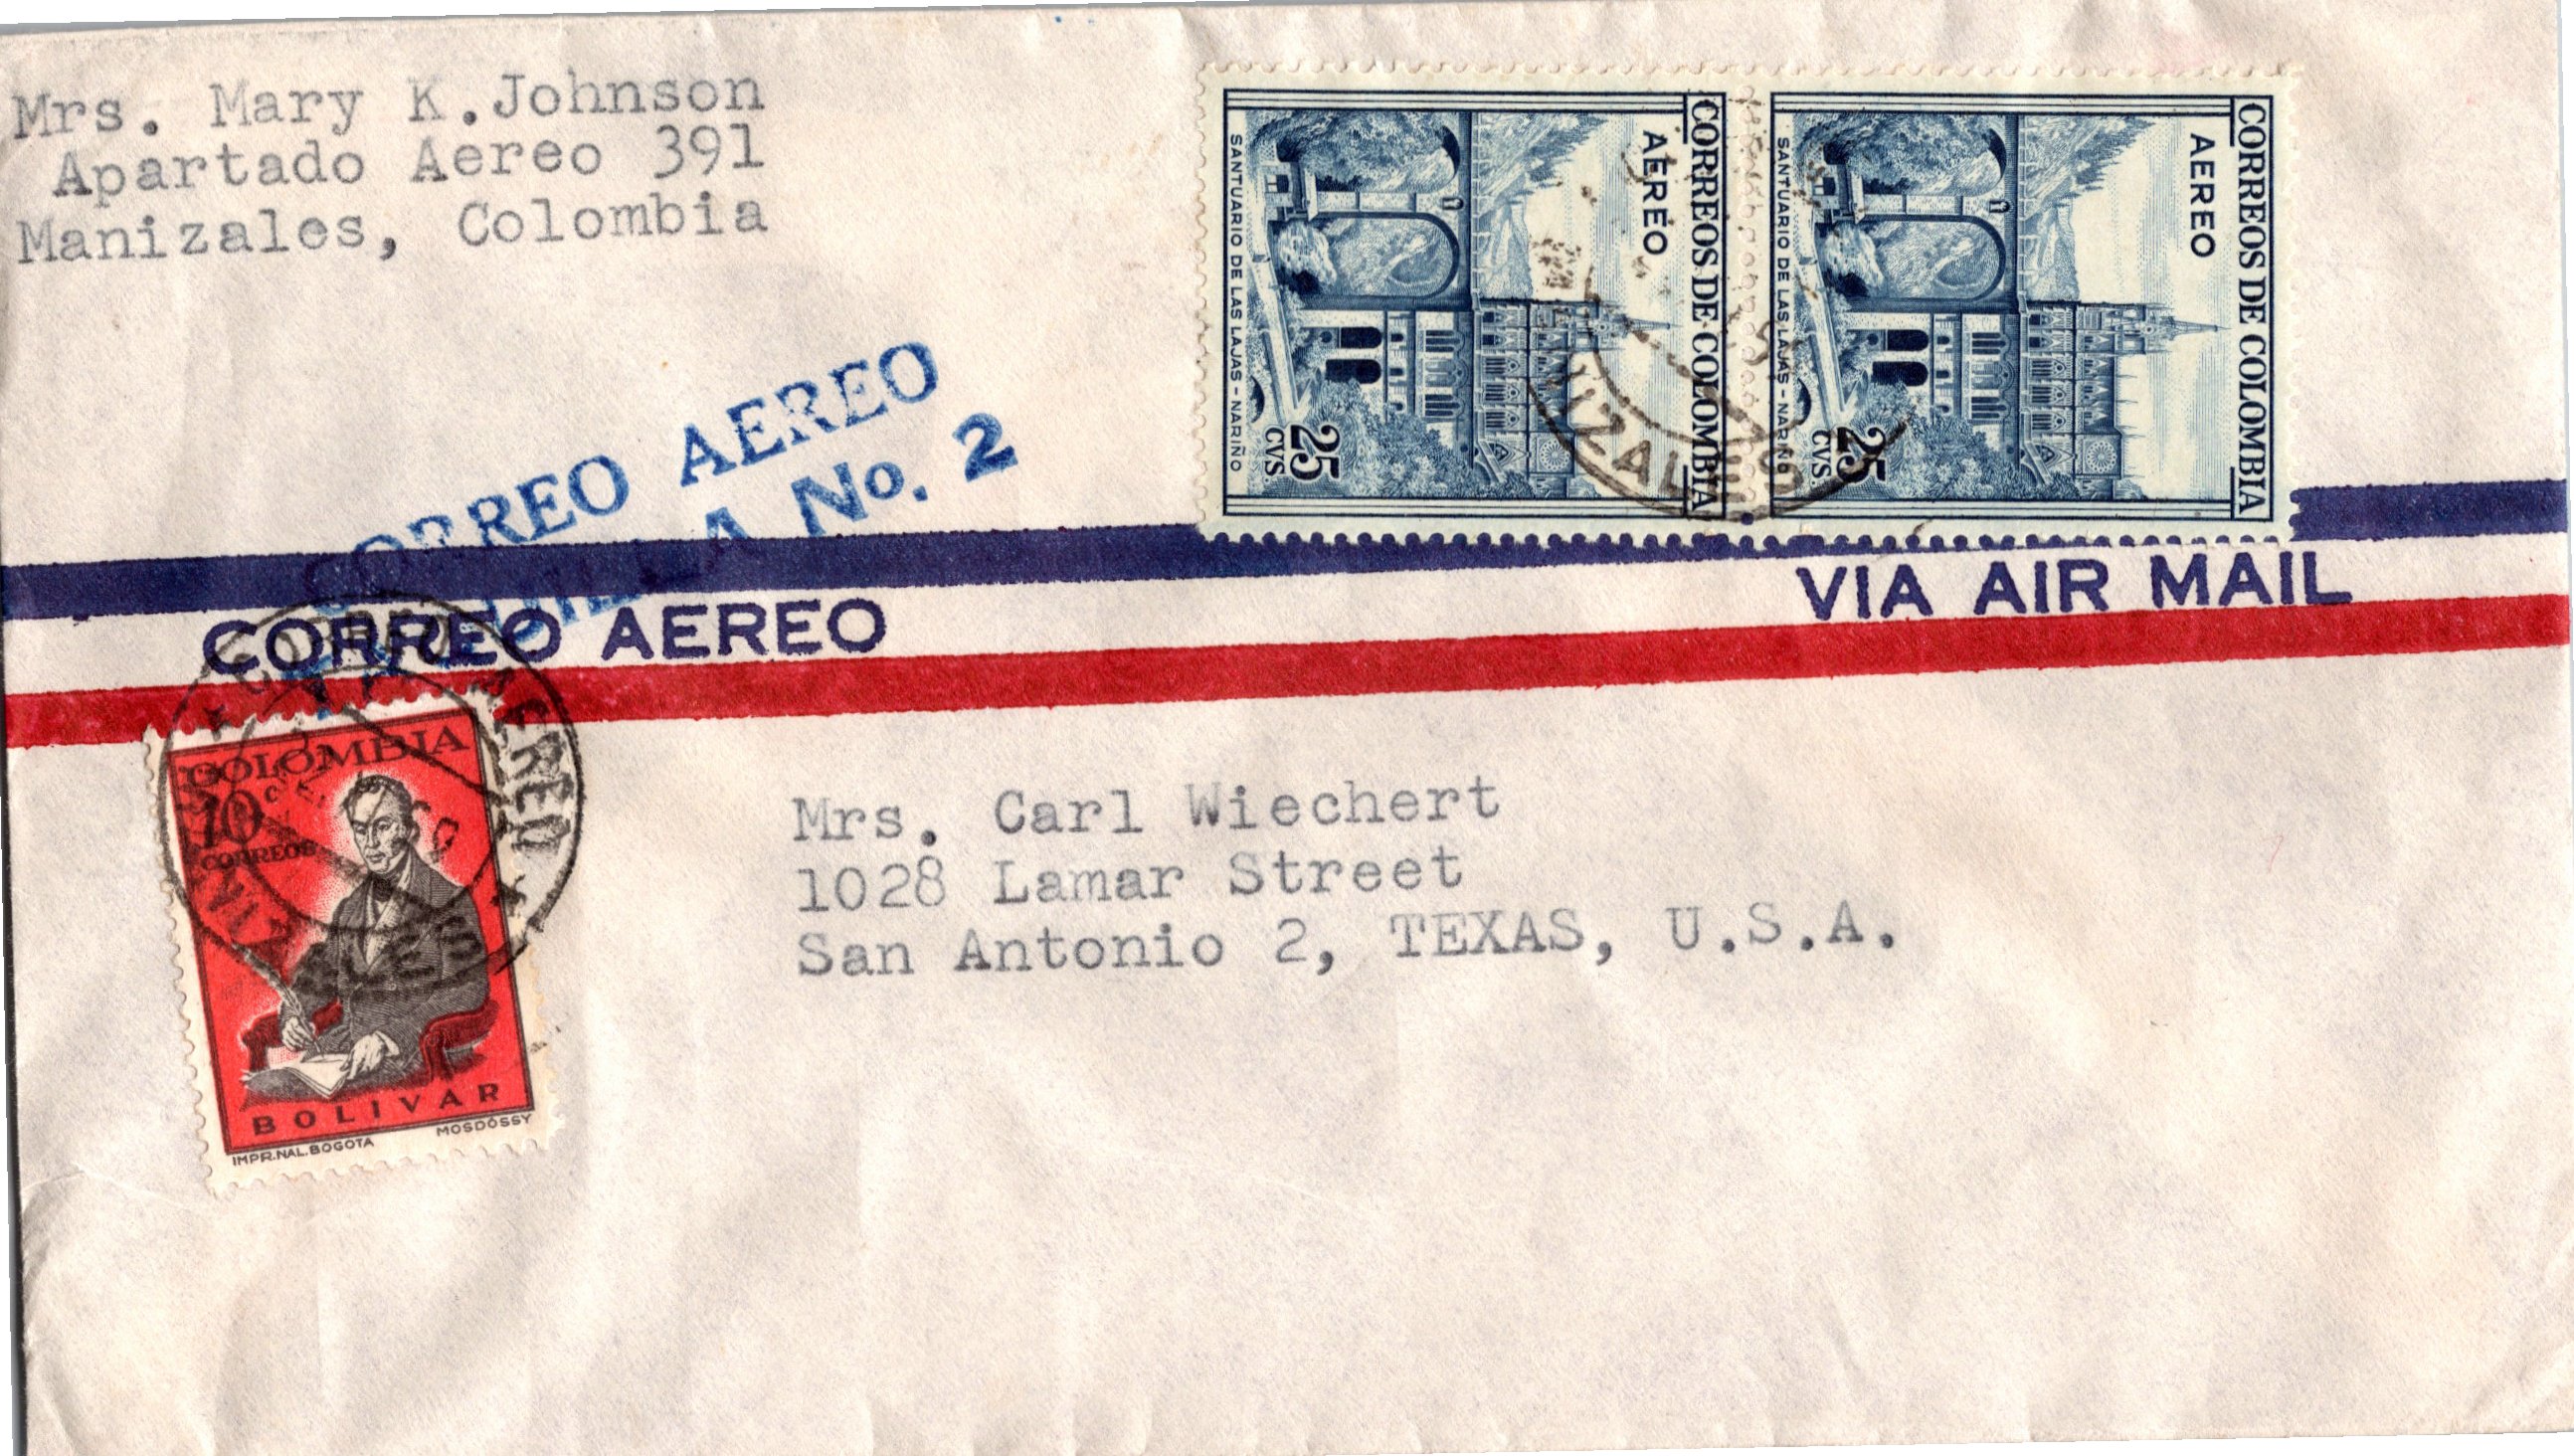 Mrs. Mary K. Johnson
Apartado Aereo 391
Manizales, Colombia
CORREOS DE COLOMBIA
AEREO
SANTUARIO DE LAS LAJAS - NARIÑO
25
CVS.
CORREOS DE COLOMBIA
AEREO
SANTUARIO DE LAS LAJAS - NARIÑO
25
CVS.
CORREO AEREO
No. 2
CORREO AEREO
VIA AIR MAIL
COLOMBIA
10
CORREOS
BOLIVAR
IMPR.NAL.BOGOTA MOSDÓSSY
Mrs. Carl Wiechert
1028 Lamar Street
San Antonio 2, TEXAS, U.S.A.